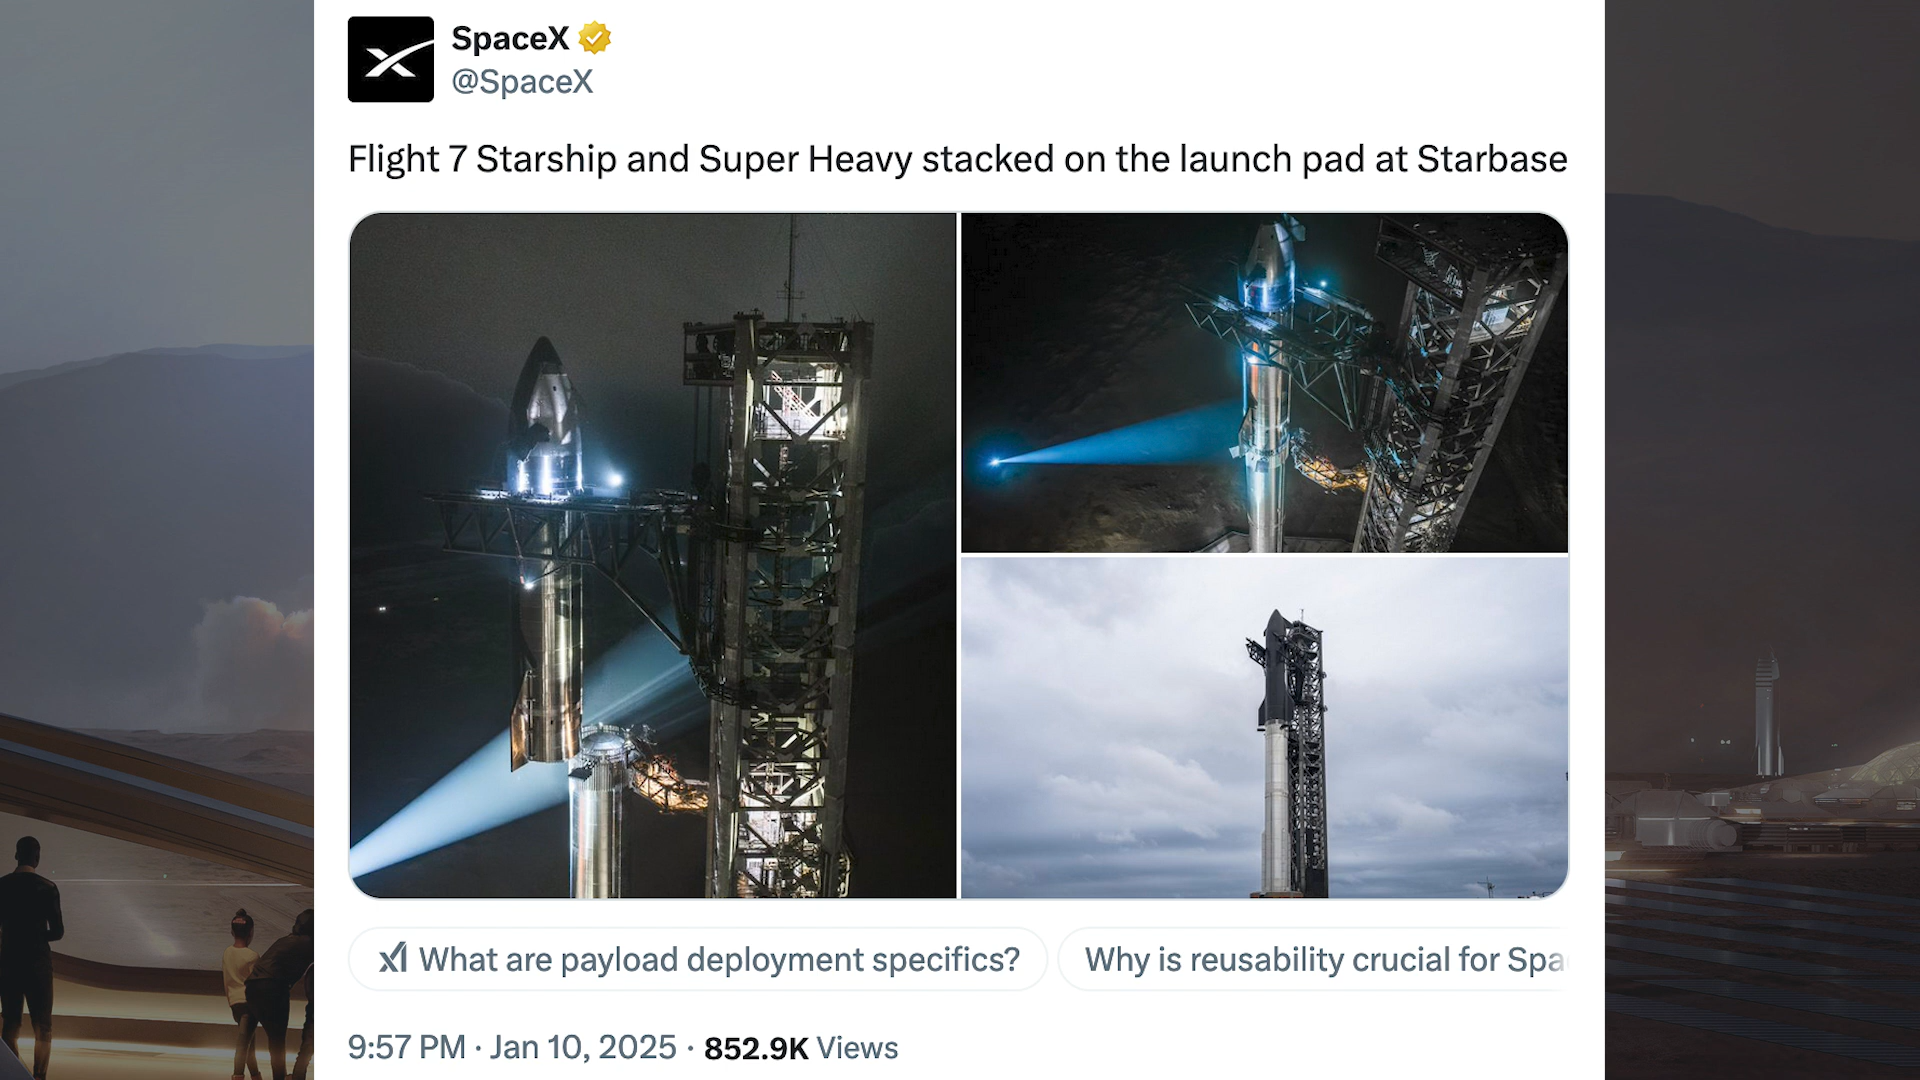 SpaceX
@SpaceX
Flight 7 Starship and Super Heavy stacked on the launch pad at Starbase
What are payload deployment specifics?
Why is reusability crucial for Spa
9:57 PM · Jan 10, 2025 · 852.9K Views